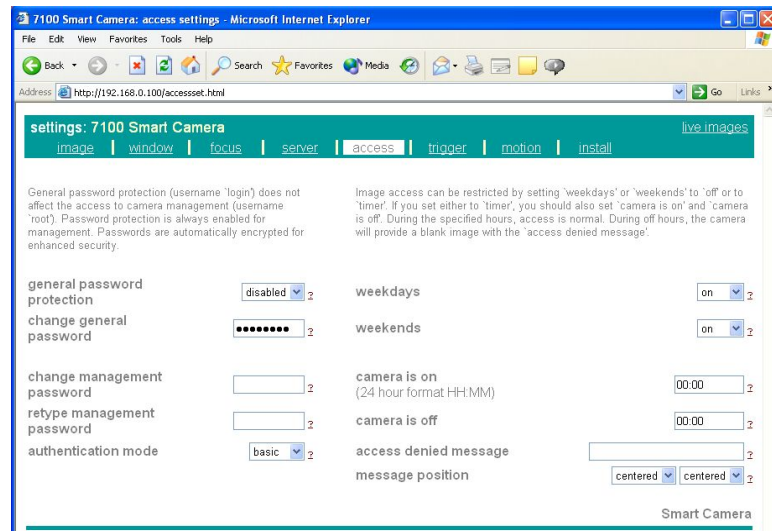 7100 Smart Camera: access settings - Microsoft Internet Explorer
File Edit View Favorites Tools Help
Back Search Favorites Media
Address http://192.168.0.100/accessset.html Go Links »
settings: 7100 Smart Camera live images
image window focus server access trigger motion install
General password protection (username `login') does not
affect the access to camera management (username
`root'). Password protection is always enabled for
management. Passwords are automatically encrypted for
enhanced security.
Image access can be restricted by setting `weekdays' or `weekends' to `off' or to
`timer'. If you set either to `timer', you should also set `camera is on' and `camera
is off'. During the specified hours, access is normal. During off hours, the camera
will provide a blank image with the `access denied message'.
general password
protection disabled ?
change general
password ●●●●●●●● ?
change management
password ?
retype management
password ?
authentication mode basic ?
weekdays on ?
weekends on ?
camera is on 00:00 ?
(24 hour format HH:MM)
camera is off 00:00 ?
access denied message ?
message position centered centered ?
Smart Camera